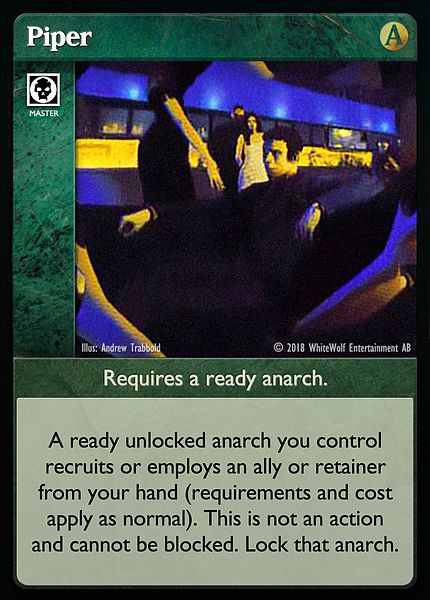 Piper
A
MASTER
Illus: Andrew Trabbold
© 2018 WhiteWolf Entertainment AB
Requires a ready anarch.
A ready unlocked anarch you control
recruits or employs an ally or retainer
from your hand (requirements and cost
apply as normal). This is not an action
and cannot be blocked. Lock that anarch.